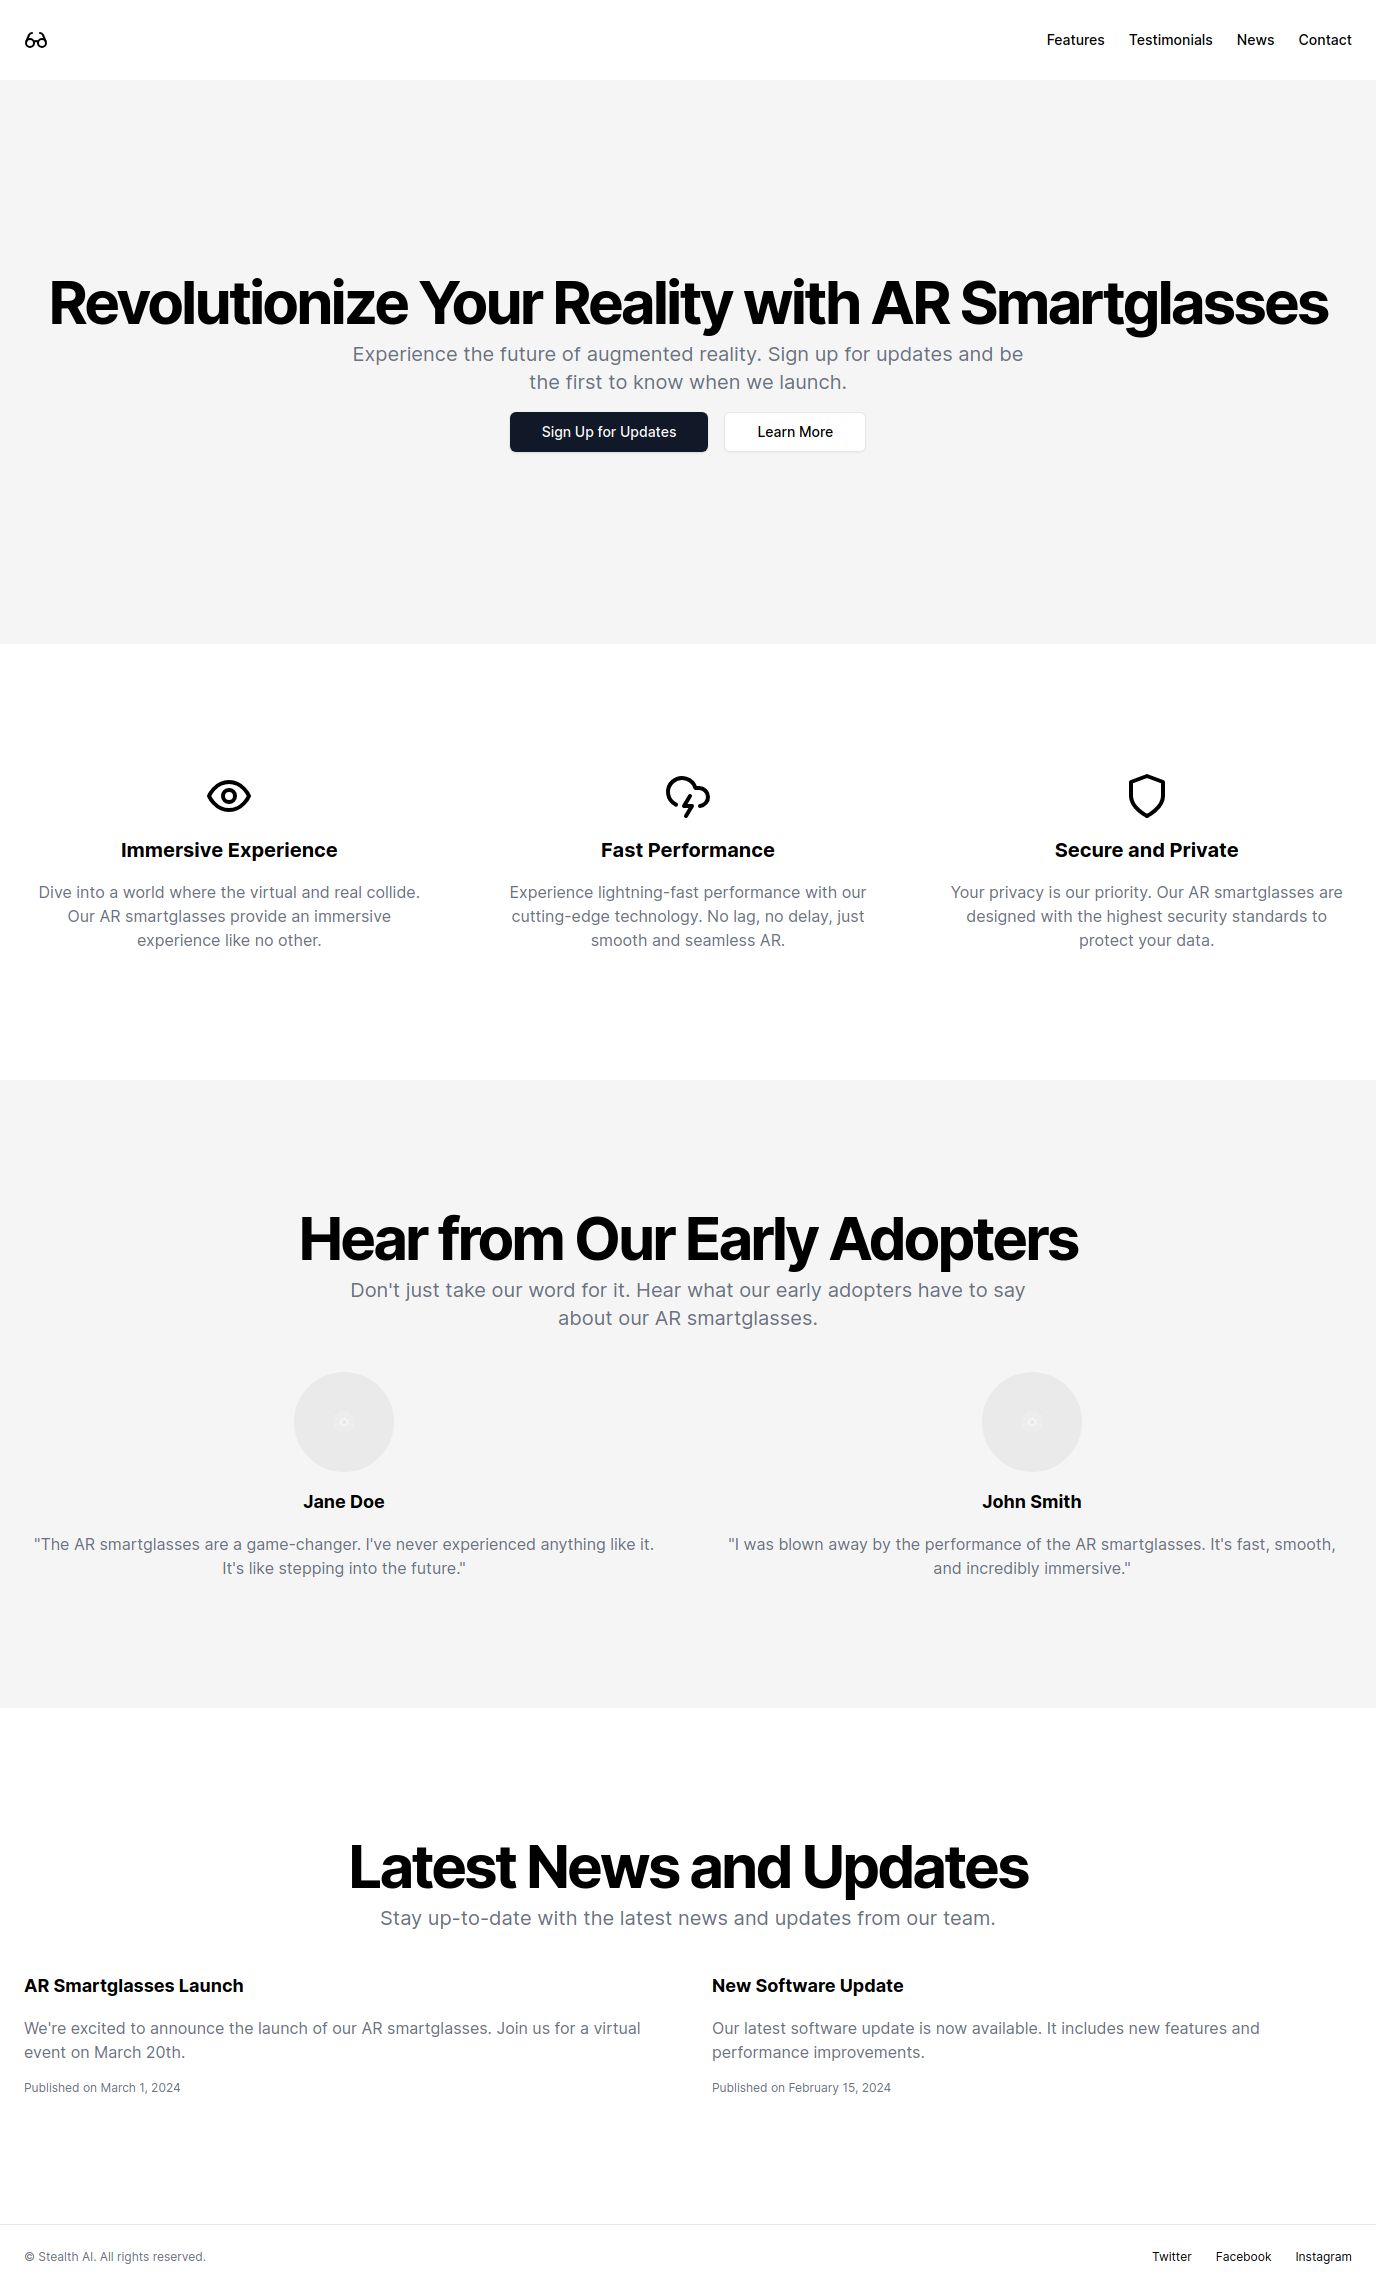 Features
Testimonials
News
Contact
Revolutionize Your Reality with AR Smartglasses
Experience the future of augmented reality. Sign up for updates and be
the first to know when we launch.
Sign Up for Updates
Learn More
Immersive Experience
Dive into a world where the virtual and real collide.
Our AR smartglasses provide an immersive
experience like no other.
Fast Performance
Experience lightning-fast performance with our
cutting-edge technology. No lag, no delay, just
smooth and seamless AR.
Secure and Private
Your privacy is our priority. Our AR smartglasses are
designed with the highest security standards to
protect your data.
Hear from Our Early Adopters
Don't just take our word for it. Hear what our early adopters have to say
about our AR smartglasses.
Jane Doe
"The AR smartglasses are a game-changer. I've never experienced anything like it.
It's like stepping into the future."
John Smith
"I was blown away by the performance of the AR smartglasses. It's fast, smooth,
and incredibly immersive."
Latest News and Updates
Stay up-to-date with the latest news and updates from our team.
AR Smartglasses Launch
We're excited to announce the launch of our AR smartglasses. Join us for a virtual
event on March 20th.
Published on March 1, 2024
New Software Update
Our latest software update is now available. It includes new features and
performance improvements.
Published on February 15, 2024
© Stealth AI. All rights reserved.
Twitter
Facebook
Instagram